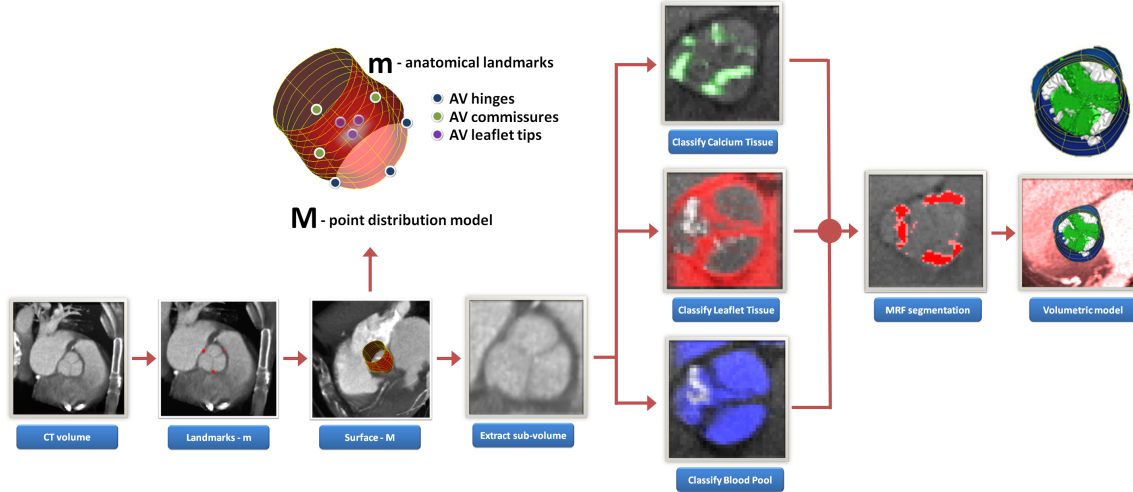 m - anatomical landmarks
AV hinges
AV commissures
AV leaflet tips
M - point distribution model
CT volume
Landmarks - m
Surface - M
Extract sub-volume
Classify Calcium Tissue
Classify Leaflet Tissue
Classify Blood Pool
MRF segmentation
Volumetric model